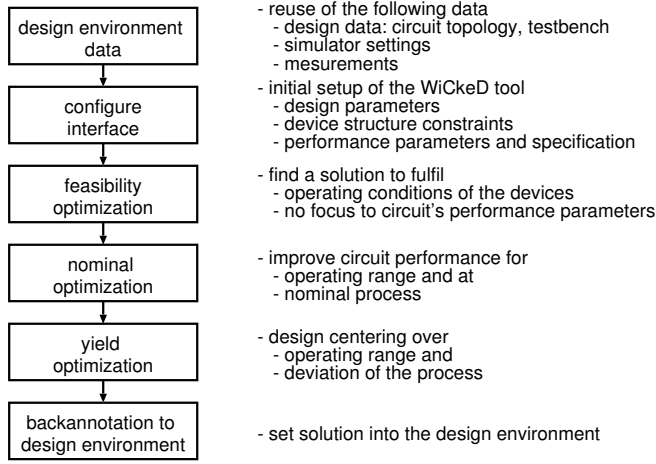 design environment
data
- reuse of the following data
- design data: circuit topology, testbench
- simulator settings
- mesurements
configure
interface
- initial setup of the WiCkeD tool
- design parameters
- device structure constraints
- performance parameters and specification
feasibility
optimization
- find a solution to fulfil
- operating conditions of the devices
- no focus to circuit's performance parameters
nominal
optimization
- improve circuit performance for
- operating range and at
- nominal process
yield
optimization
- design centering over
- operating range and
- deviation of the process
backannotation to
design environment
- set solution into the design environment